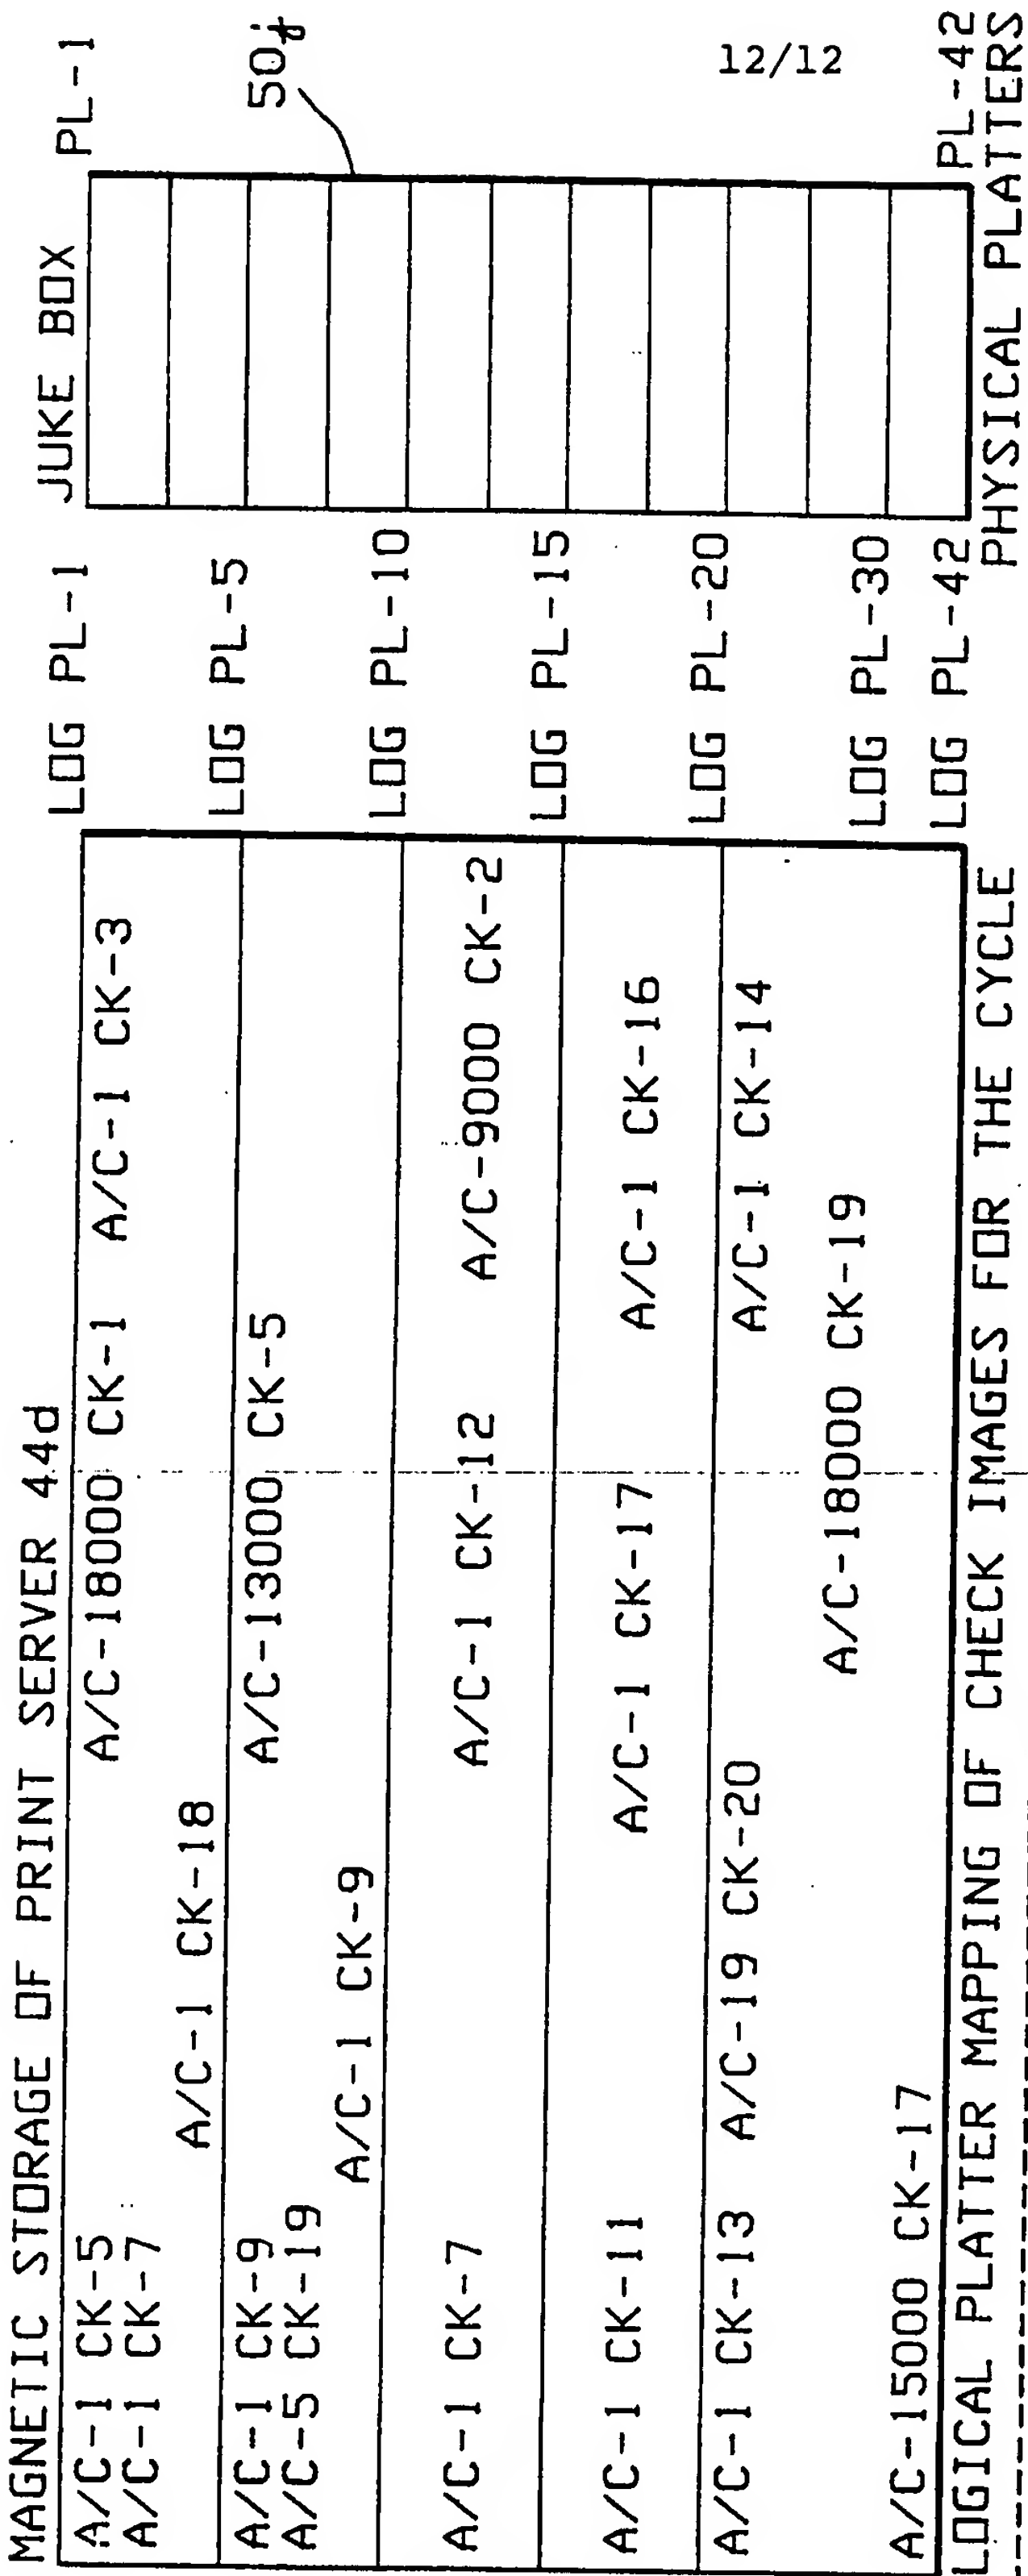 12/12
MAGNETIC STORAGE OF PRINT SERVER 44d
A/C-1 CK-5
A/C-1 CK-7
A/C-1 CK-18
A/C-18000 CK-1
A/C-1 CK-3
A/C-1 CK-9
A/C-5 CK-19
A/C-1 CK-9
A/C-13000 CK-5
A/C-1 CK-7
A/C-1 CK-12
A/C-9000 CK-2
A/C-1 CK-11
A/C-1 CK-17
A/C-1 CK-16
A/C-1 CK-13
A/C-19 CK-20
A/C-1 CK-14
A/C-18000 CK-19
A/C-15000 CK-17
LOGICAL PLATTER MAPPING OF CHECK IMAGES FOR THE CYCLE
LOG PL-1
LOG PL-5
LOG PL-10
LOG PL-15
LOG PL-20
LOG PL-30
LOG PL-42
JUKE BOX
PL-1
50j
PL-42
PHYSICAL PLATTERS